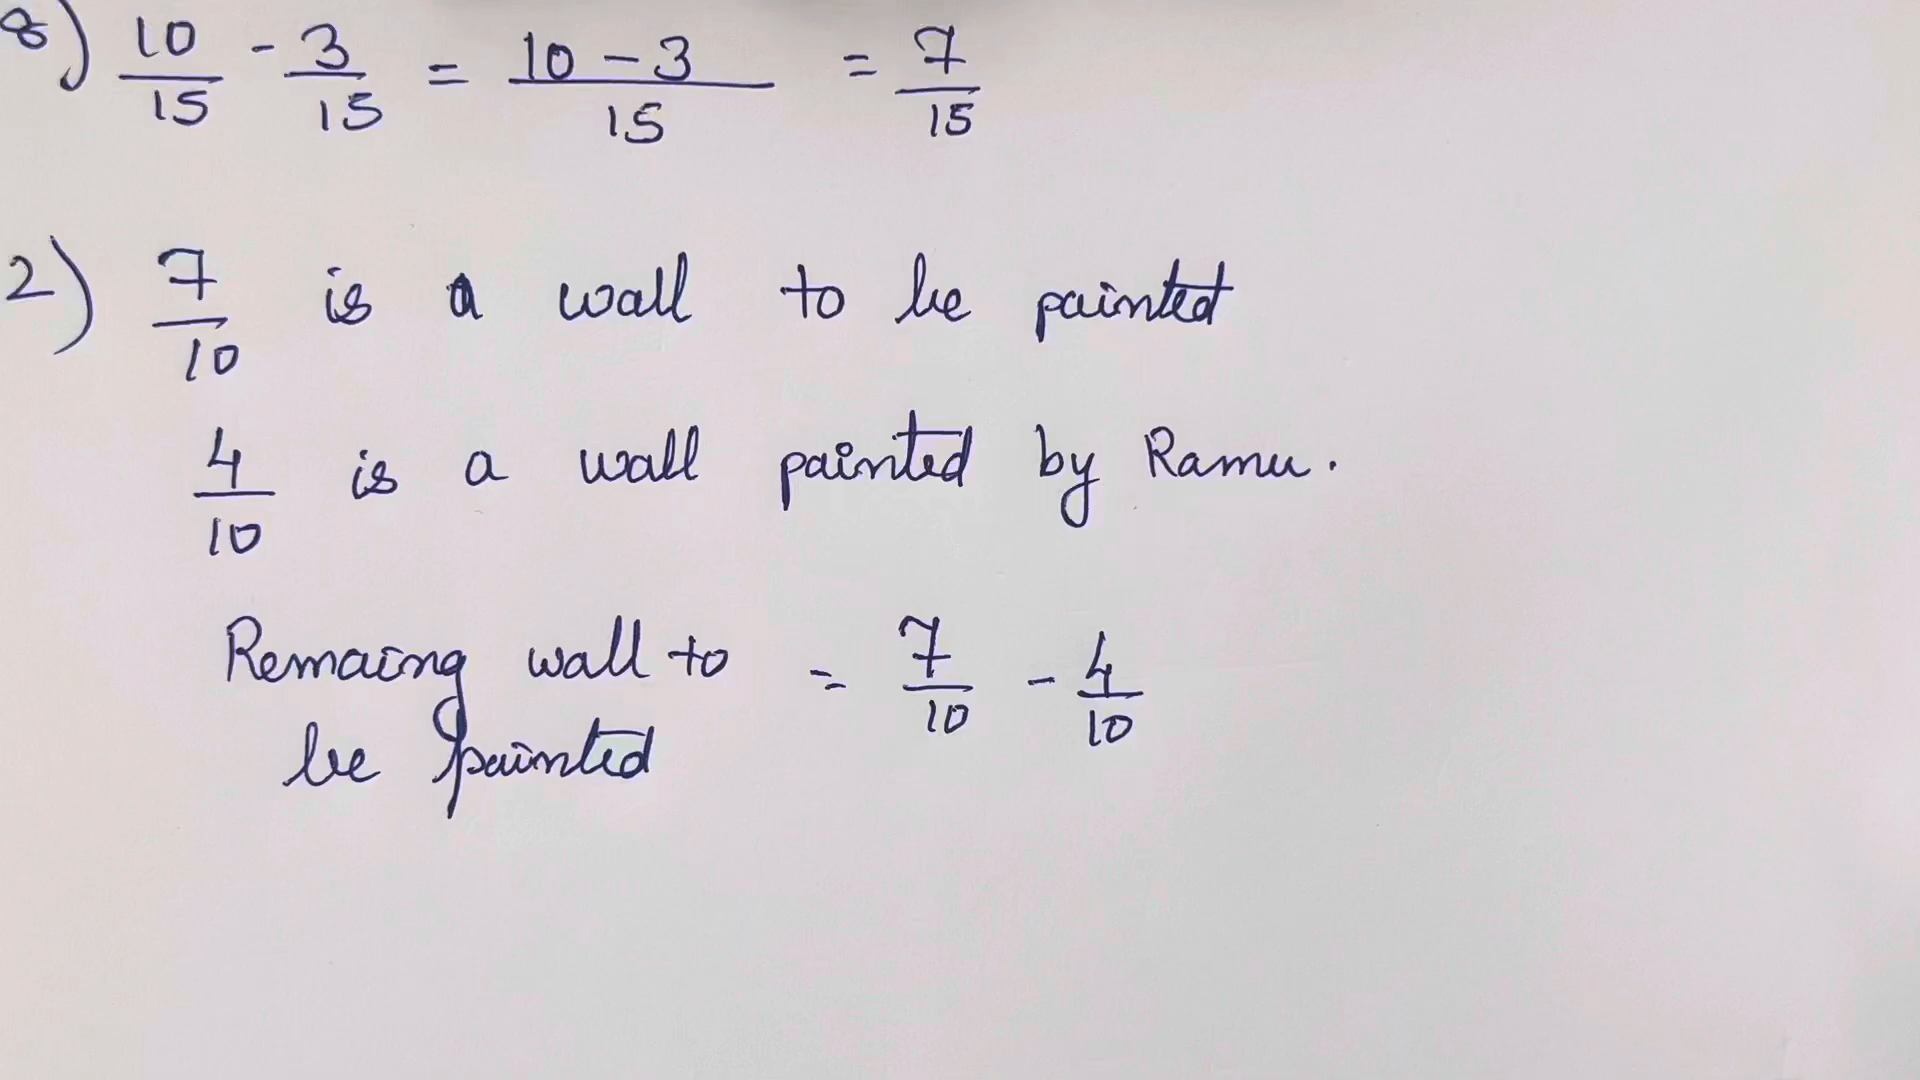 8) 10/15 - 3/15 = 10 - 3/15 = 7/15
2) 7/10 is a wall to be painted
4/10 is a wall painted by Ramu.
Remaing wall to = 7/10 - 4/10
be painted